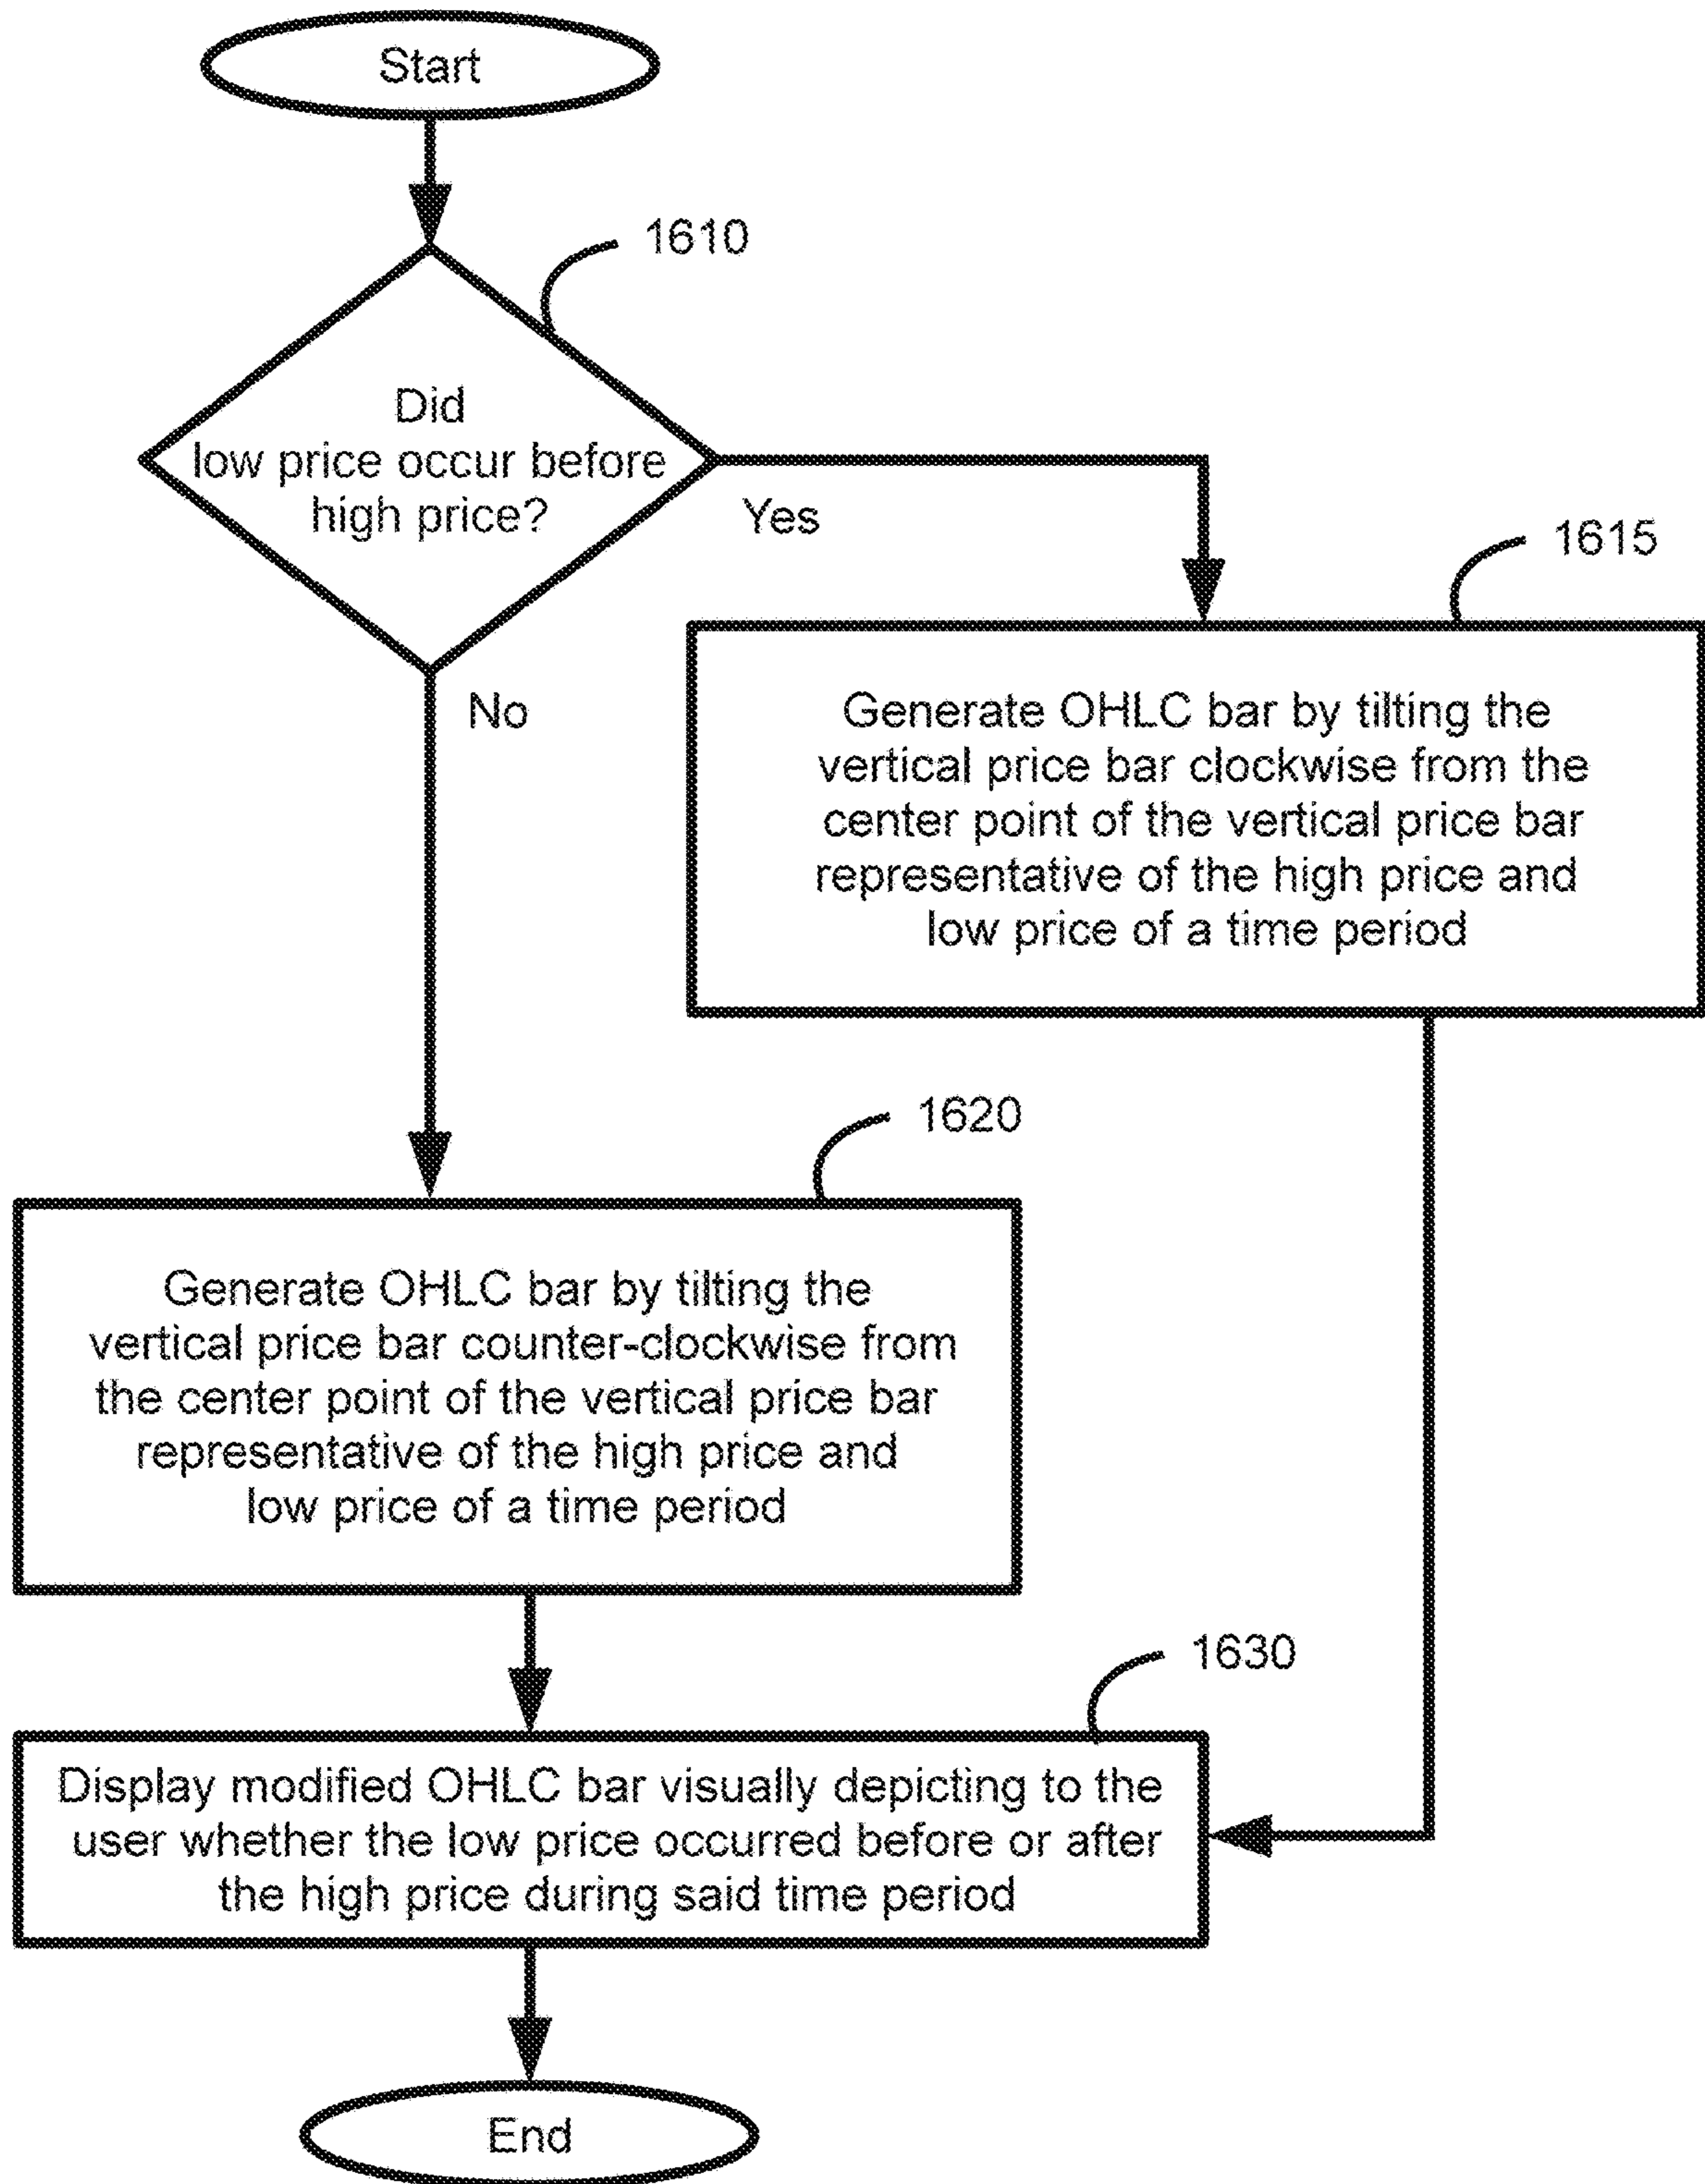 Start
1610
Did
low price occur before
high price?
Yes
1615
No
Generate OHLC bar by tilting the
vertical price bar clockwise from the
center point of the vertical price bar
representative of the high price and
low price of a time period
1620
Generate OHLC bar by tilting the
vertical price bar counter-clockwise from
the center point of the vertical price bar
representative of the high price and
low price of a time period
1630
Display modified OHLC bar visually depicting to the
user whether the low price occurred before or after
the high price during said time period
End